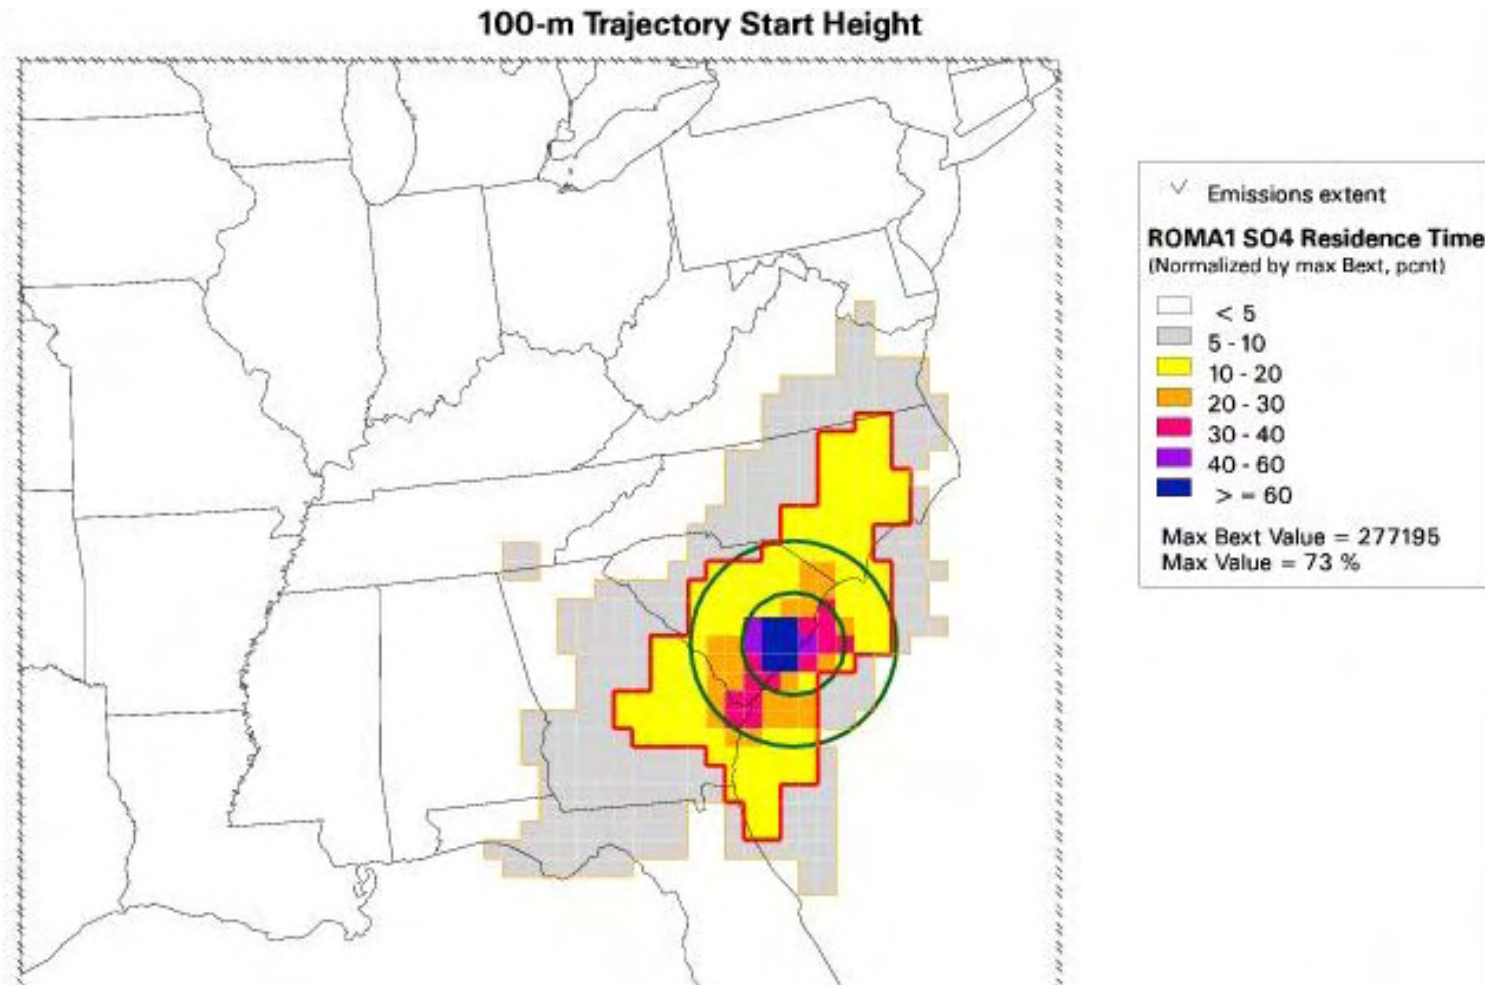 100-m Trajectory Start Height
Emissions extent
ROMA1 SO4 Residence Time
(Normalized by max Bext, pcnt)
< 5
5 - 10
10 - 20
20 - 30
30 - 40
40 - 60
> = 60
Max Bext Value = 277195
Max Value = 73 %